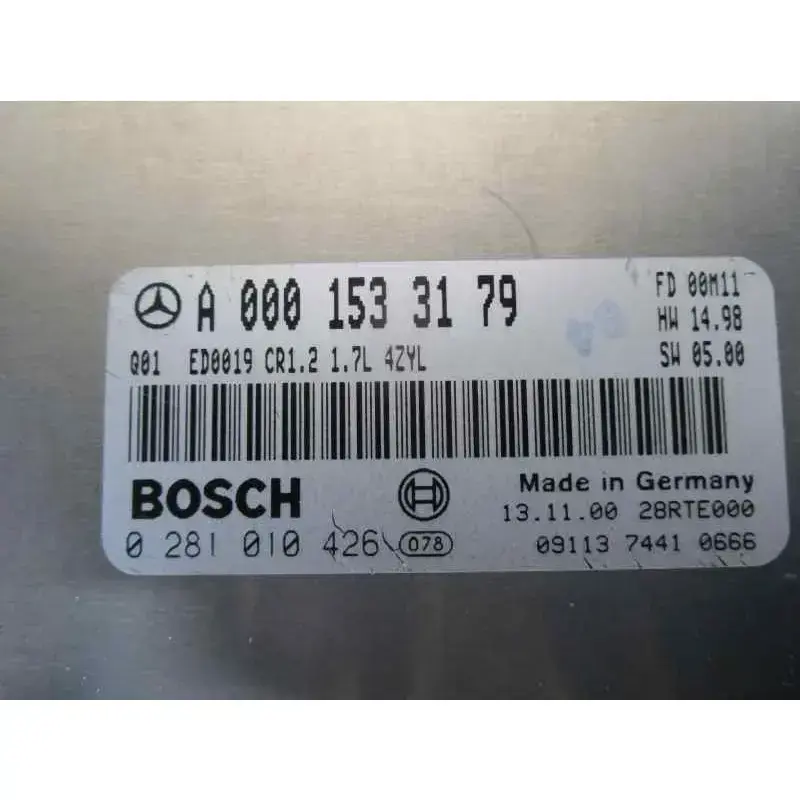 A 000 153 31 79
FD 00M11
HW 14.98
SW 05.00
Q01 ED0019 CR1.2 1.7L 4ZYL
BOSCH
Made in Germany
13.11.00 28RTE000
0 281 010 426 078
09113 7441 0666